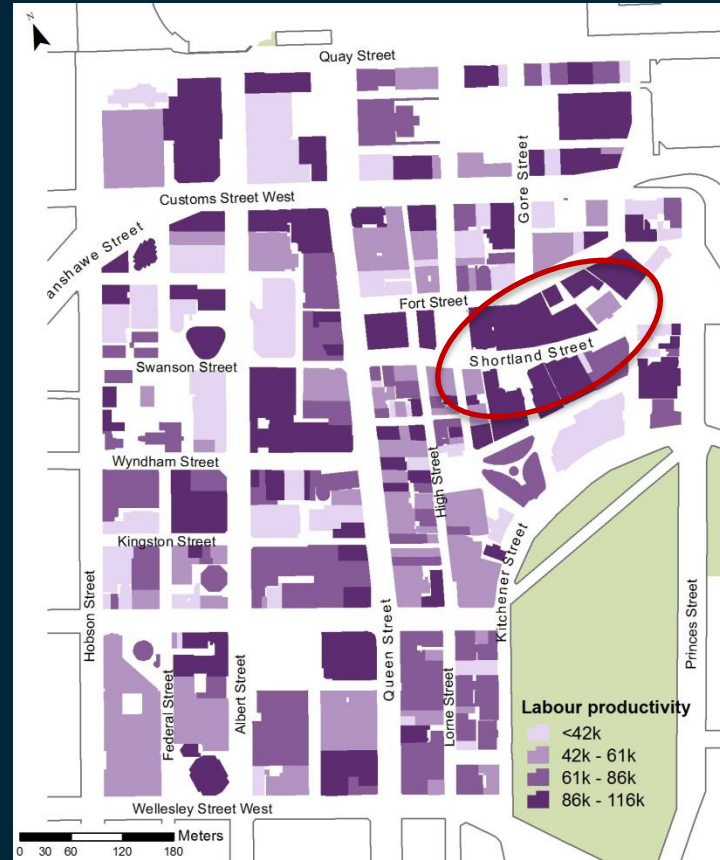 N
Quay Street
Gore Street
Customs Street West
anshawe Street
Fort Street
Shortland Street
Swanson Street
High Street
Wyndham Street
Kingston Street
Kitchener Street
Hobson Street
Queen Street
Princes Street
Federal Street
Albert Street
Lorne Street
Labour productivity
<42k
42k - 61k
61k - 86k
86k - 116k
Wellesley Street West
Meters
0 30 60 120 180